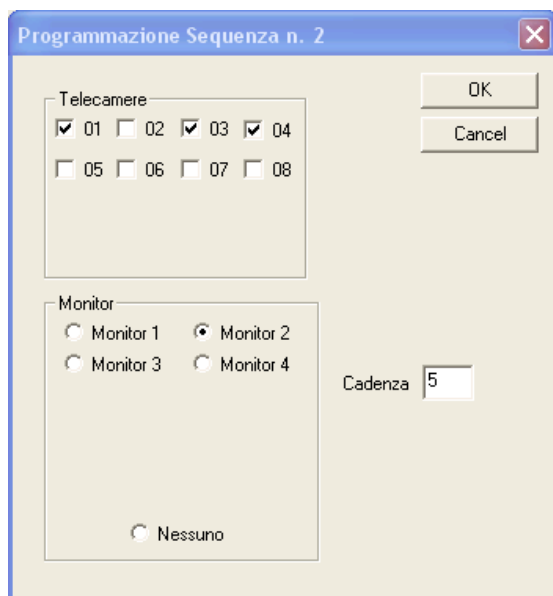 Programmazione Sequenza n. 2
Telecamere
01 02 03 04
05 06 07 08
OK
Cancel
Monitor
Monitor 1 Monitor 2
Monitor 3 Monitor 4
Nessuno
Cadenza 5